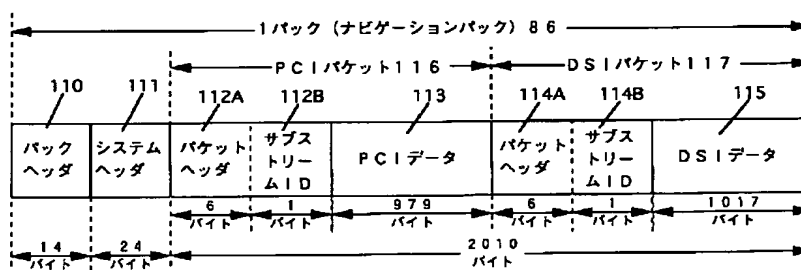 1パック (ナビゲーションパック) 86
PCIパケット116
DSIパケット117
110
111
112A
112B
113
114A
114B
115
パック
ヘッダ
システム
ヘッダ
パケット
ヘッダ
サブス
トリー
ムID
PCIデータ
パケット
ヘッダ
サブス
トリー
ムID
DSIデータ
6
バイト
1
バイト
979
バイト
6
バイト
1
バイト
1017
バイト
14
バイト
24
バイト
2010
バイト